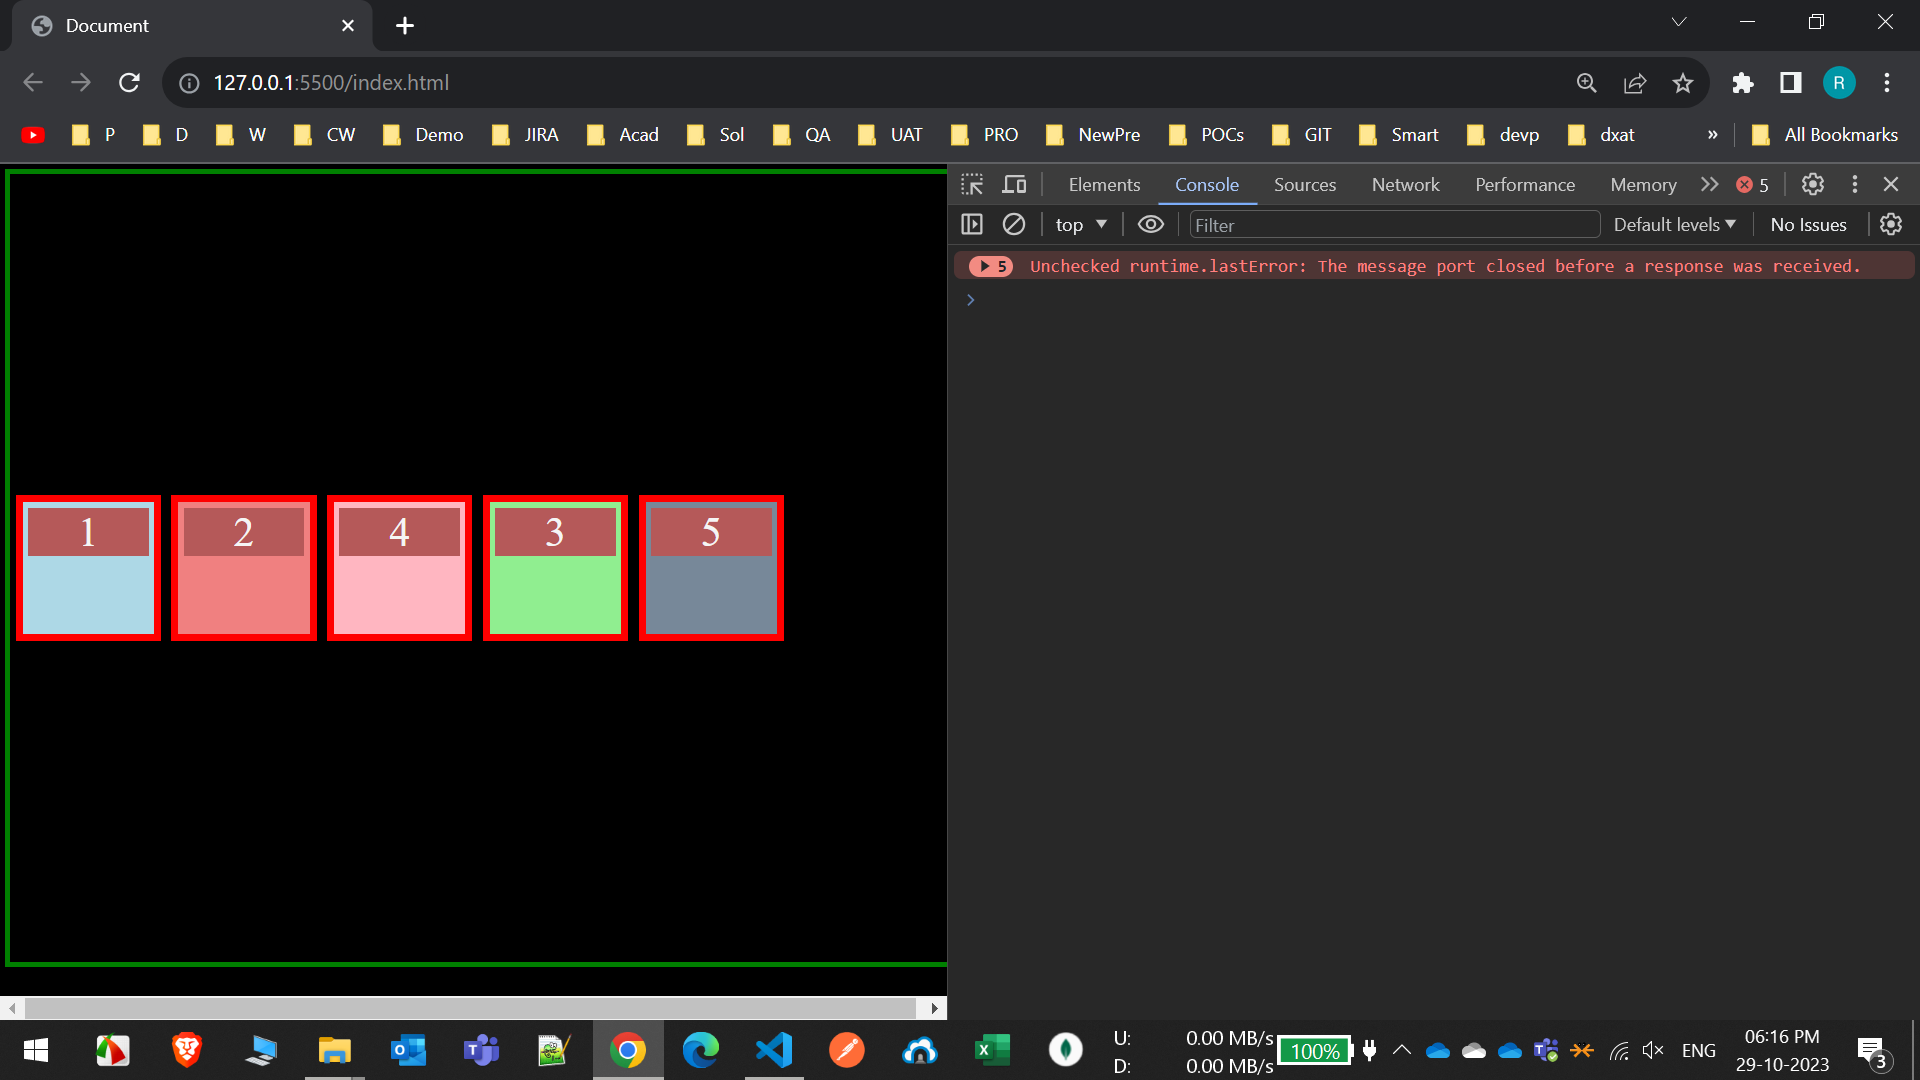 Document
127.0.0.1:5500/index.html
R
P D W CW Demo JIRA Acad Sol QA UAT PRO NewPre POCs GIT Smart devp dxat » All Bookmarks
Elements Console Sources Network Performance Memory 5
top Filter Default levels No Issues
5 Unchecked runtime.lastError: The message port closed before a response was received.
1 2 4 3 5
U: 0.00 MB/s
D: 0.00 MB/s
100%
ENG
06:16 PM
29-10-2023
3